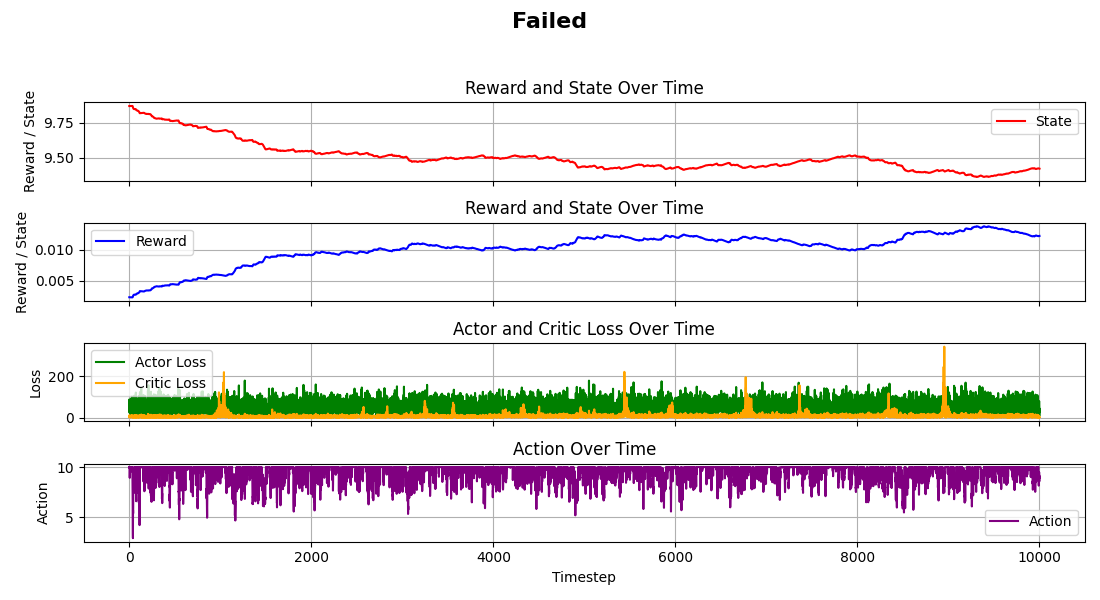 Failed
Reward and State Over Time
Reward / State
9.75
9.50
State
Reward and State Over Time
Reward / State
0.010
0.005
Reward
Actor and Critic Loss Over Time
Loss
200
0
Actor Loss
Critic Loss
Action Over Time
Action
10
5
Action
0 2000 4000 6000 8000 10000
Timestep